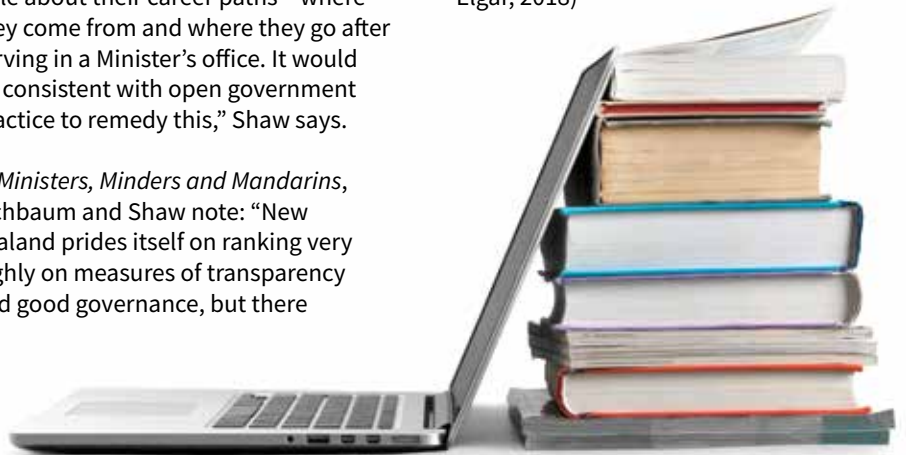 le about their career paths – where
ey come from and where they go after
rving in a Minister's office. It would
consistent with open government
actice to remedy this,” Shaw says.
Ministers, Minders and Mandarins,
chbaum and Shaw note: “New
aland prides itself on ranking very
ghly on measures of transparency
d good governance, but there
Elgar, 2018)